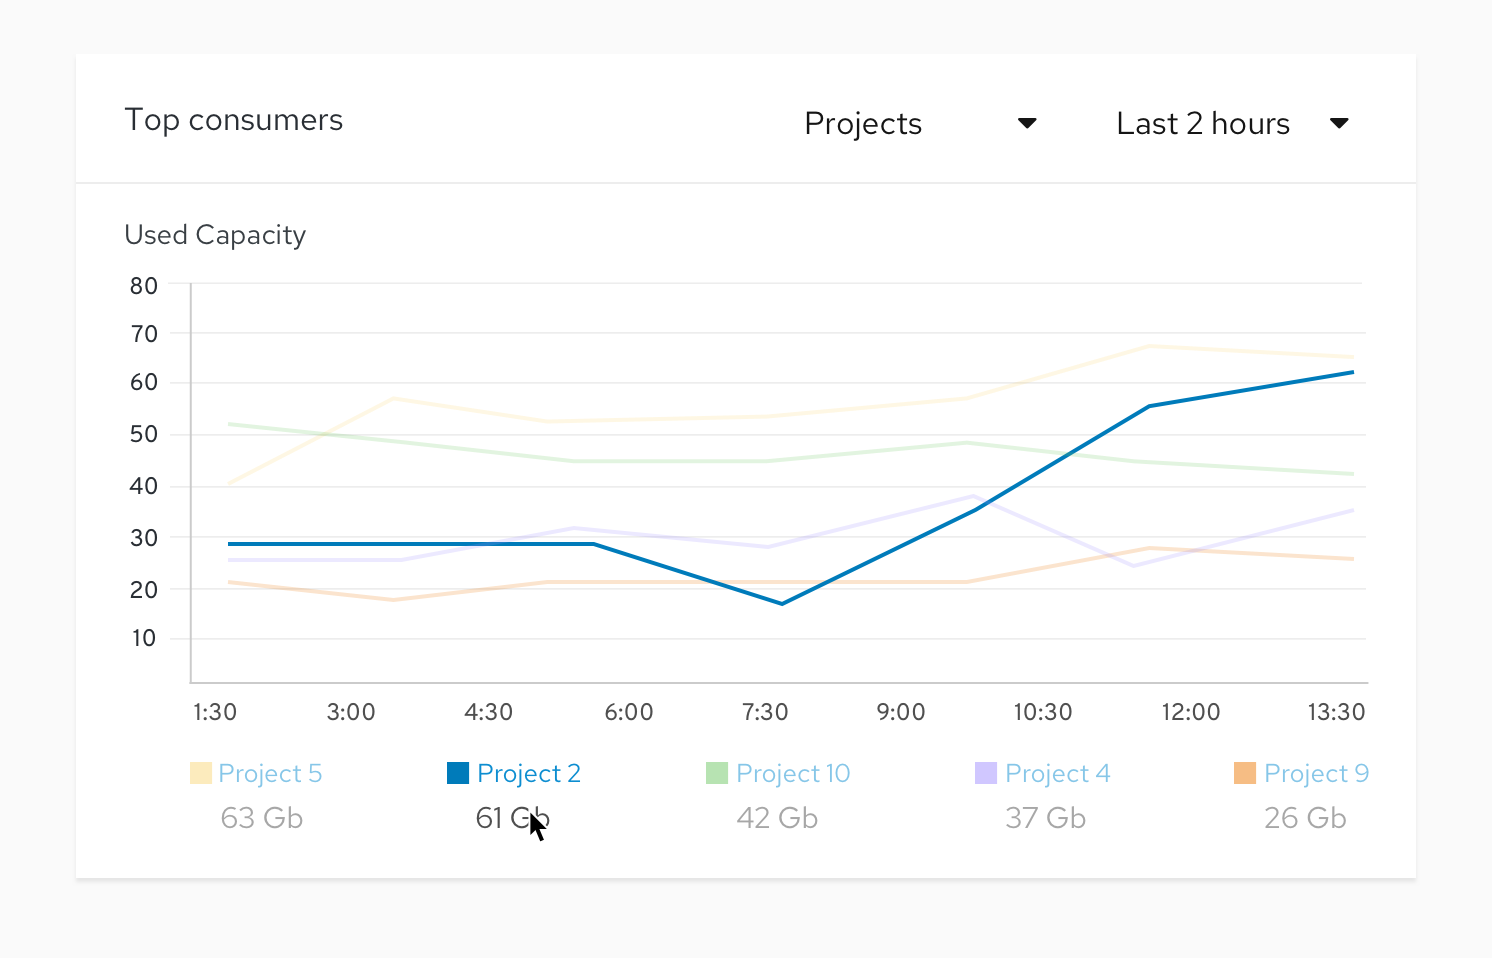 Top consumers
Projects
Last 2 hours
Used Capacity
80
70
60
50
40
30
20
10
1:30 3:00 4:30 6:00 7:30 9:00 10:30 12:00 13:30
Project 5 Project 2 Project 10 Project 4 Project 9
63 Gb 61 Gb 42 Gb 37 Gb 26 Gb